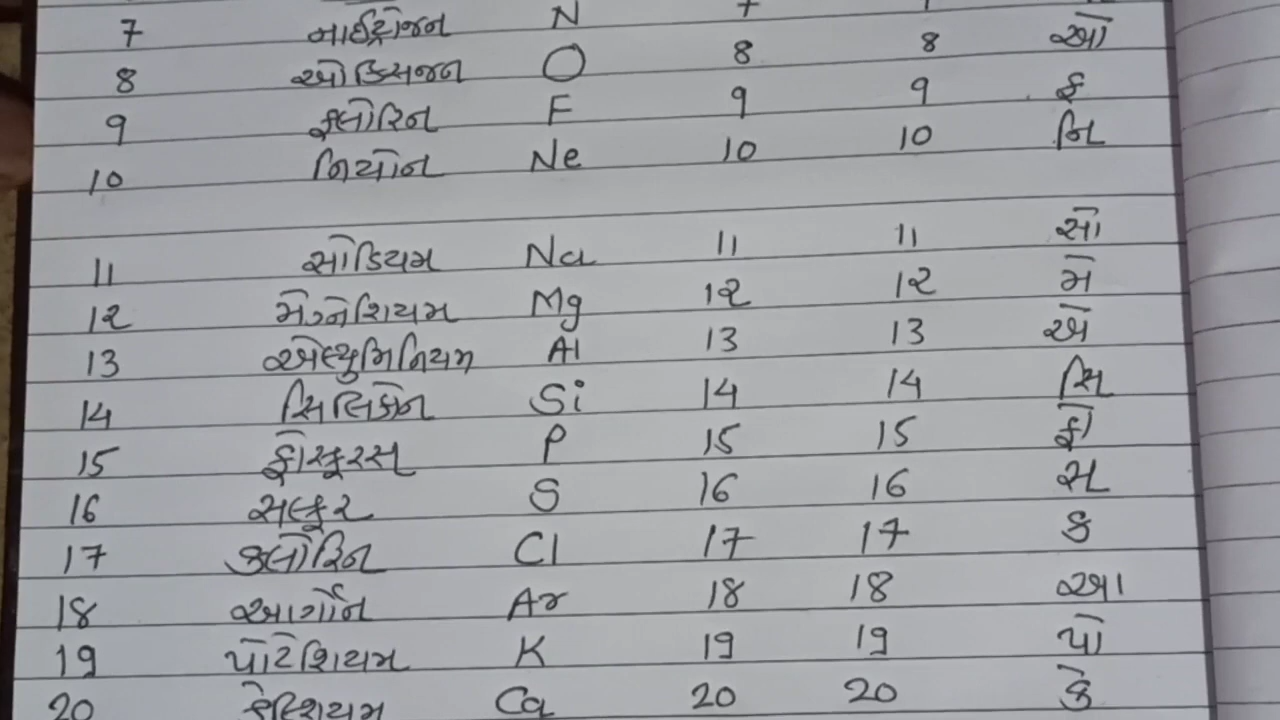 7 નાઈટ્રોજન N 7
8 ઓક્સિજન O 8 8 ઓ
9 ફ્લોરિન F 9 9 ફ
10 નિયોન Ne 10 10 નિ
11 સોડિયમ Na 11 11 સો
12 મેગ્નેશિયમ Mg 12 12 મે
13 એલ્યુમિનિયમ Al 13 13 એ
14 સિલિકોન Si 14 14 સિ
15 ફોસ્ફરસ P 15 15 ફો
16 સલ્ફર S 16 16 સ
17 ક્લોરિન Cl 17 17 ક
18 આર્ગોન Ar 18 18 આ
19 પોટેશિયમ K 19 19 પો
20 કેલ્શિયમ Ca 20 20 કે